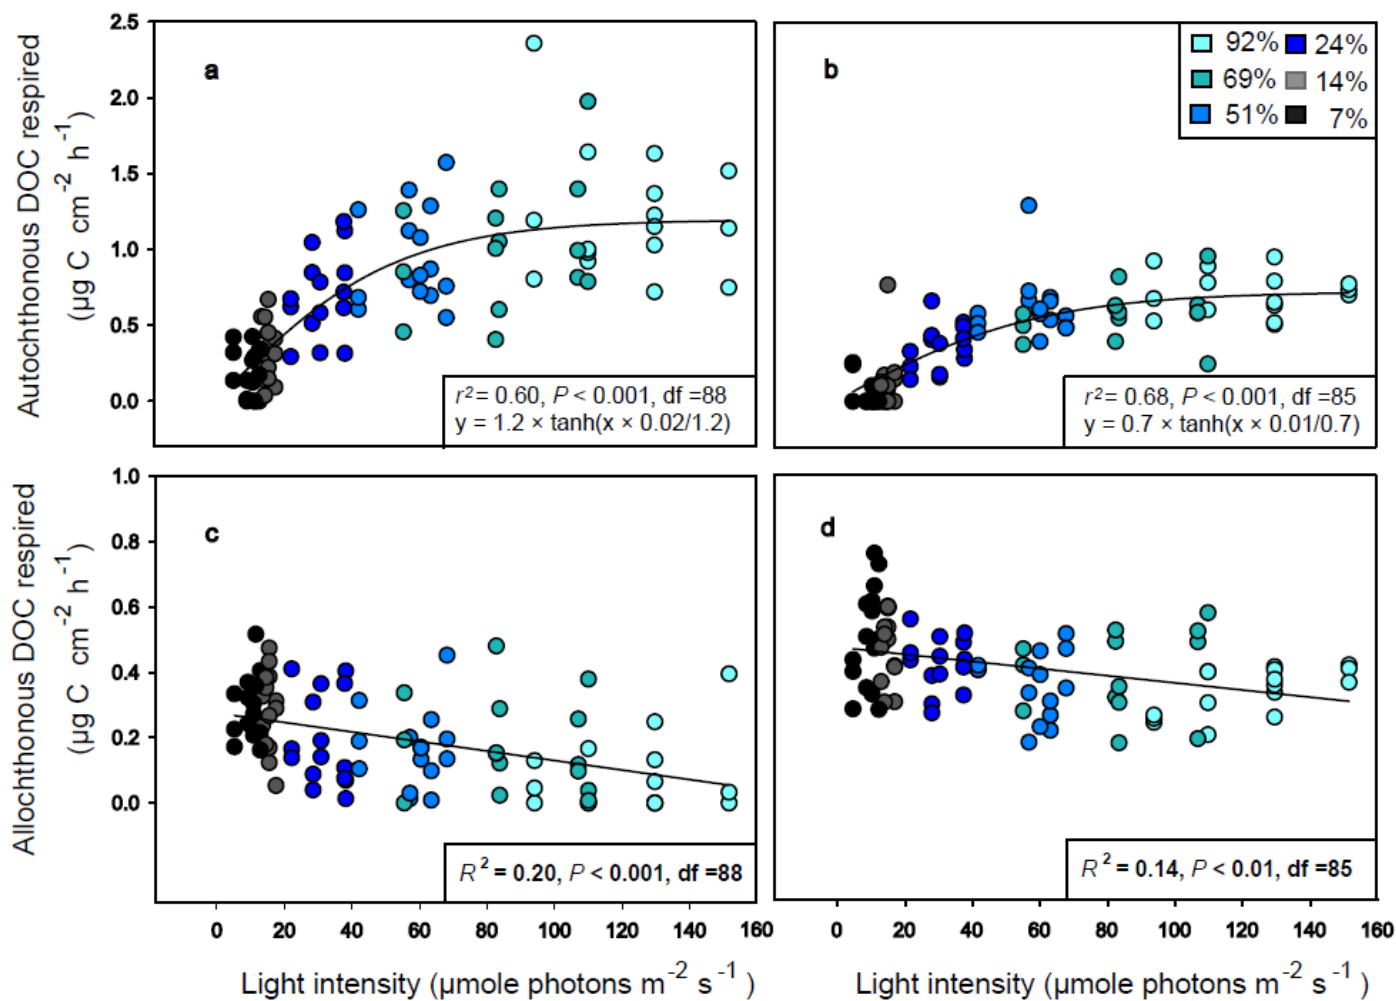 Autochthonous DOC respired
(µg C cm-2 h-1)
2.5
2.0
1.5
1.0
0.5
0.0
a
r2= 0.60, P < 0.001, df =88
y = 1.2 × tanh(x × 0.02/1.2)
b
92% 24%
69% 14%
51% 7%
r2= 0.68, P < 0.001, df =85
y = 0.7 × tanh(x × 0.01/0.7)
Allochthonous DOC respired
(µg C cm-2 h-1)
1.0
0.8
0.6
0.4
0.2
0.0
c
R2 = 0.20, P < 0.001, df =88
d
R2 = 0.14, P < 0.01, df =85
0 20 40 60 80 100 120 140 160
0 20 40 60 80 100 120 140 160
Light intensity (µmole photons m-2 s-1)
Light intensity (µmole photons m-2 s-1)